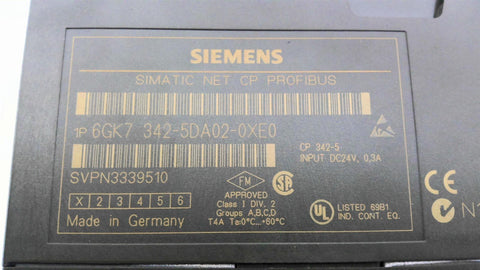 SIEMENS
SIMATIC NET CP PROFIBUS
1P 6GK7 342-5DA02-0XE0
CP 342-5
INPUT DC24V, 0,3A
SVPN3339510
X 2 3 4 5 6
Made in Germany
FM
APPROVED
Class I DIV. 2
Groups A,B,C,D
T4A Ta:0°C...+60°C
UL
LISTED 69B1
IND. CONT. EQ.
CE